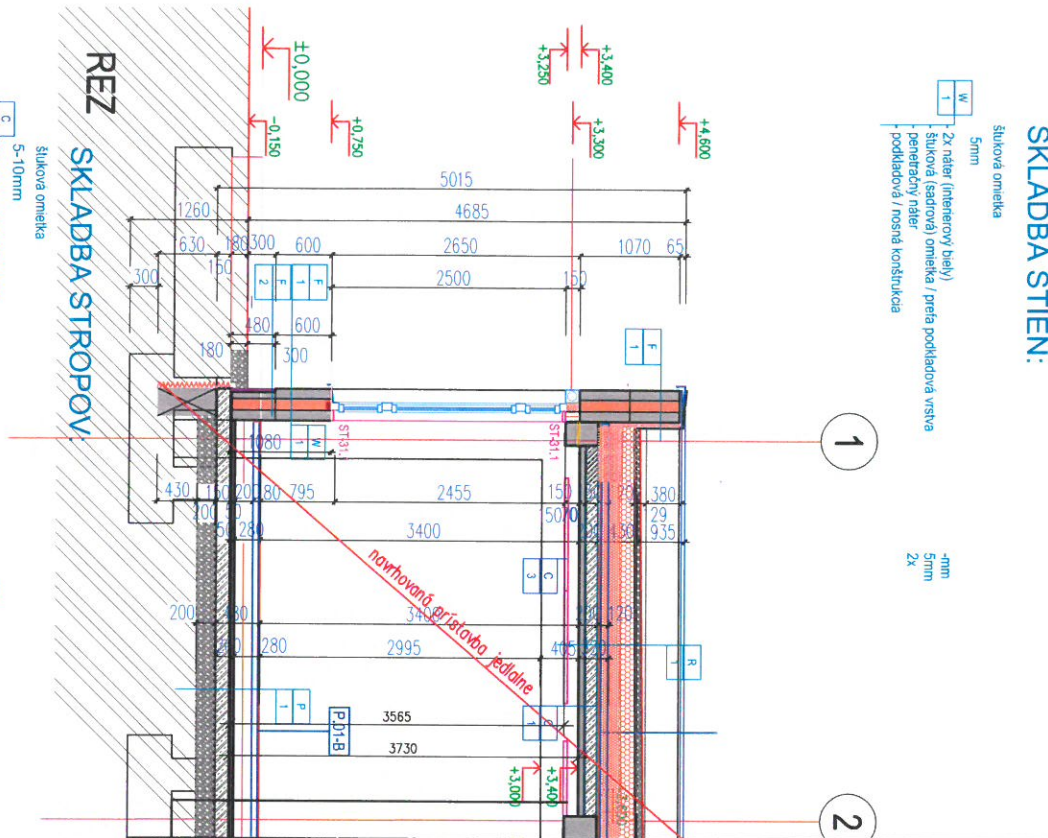 SKLADBA STIEN:
W
1
štuková omietka
5mm
- 2x náter (interierový biely)
- štuková (sadrová) omietka / prefa podkladová vrstva
- penetračný náter
- podkladová / nosná konštrukcia
-mm
5mm
2x
+4,600
+3,400
+3,300
+3,250
+0,750
±0,000
-0,150
5015
4685
1260
65
1070
2650
600
300
180
630
150
2500
150
300
600
480
300
180
F
1
F
1
F
2
W
1
ST-31.1
ST-31.
1
2
1080
380
150
2455
795
430
5070
29
935
3400
280
200
3400
200
405
2995
280
C
3
R
1
P
1
P.01-B
3565
3730
+3,400
+3,000
navrhovaná prístavba jedálne
REZ
SKLADBA STROPOV:
C
štuková omietka
5-10mm